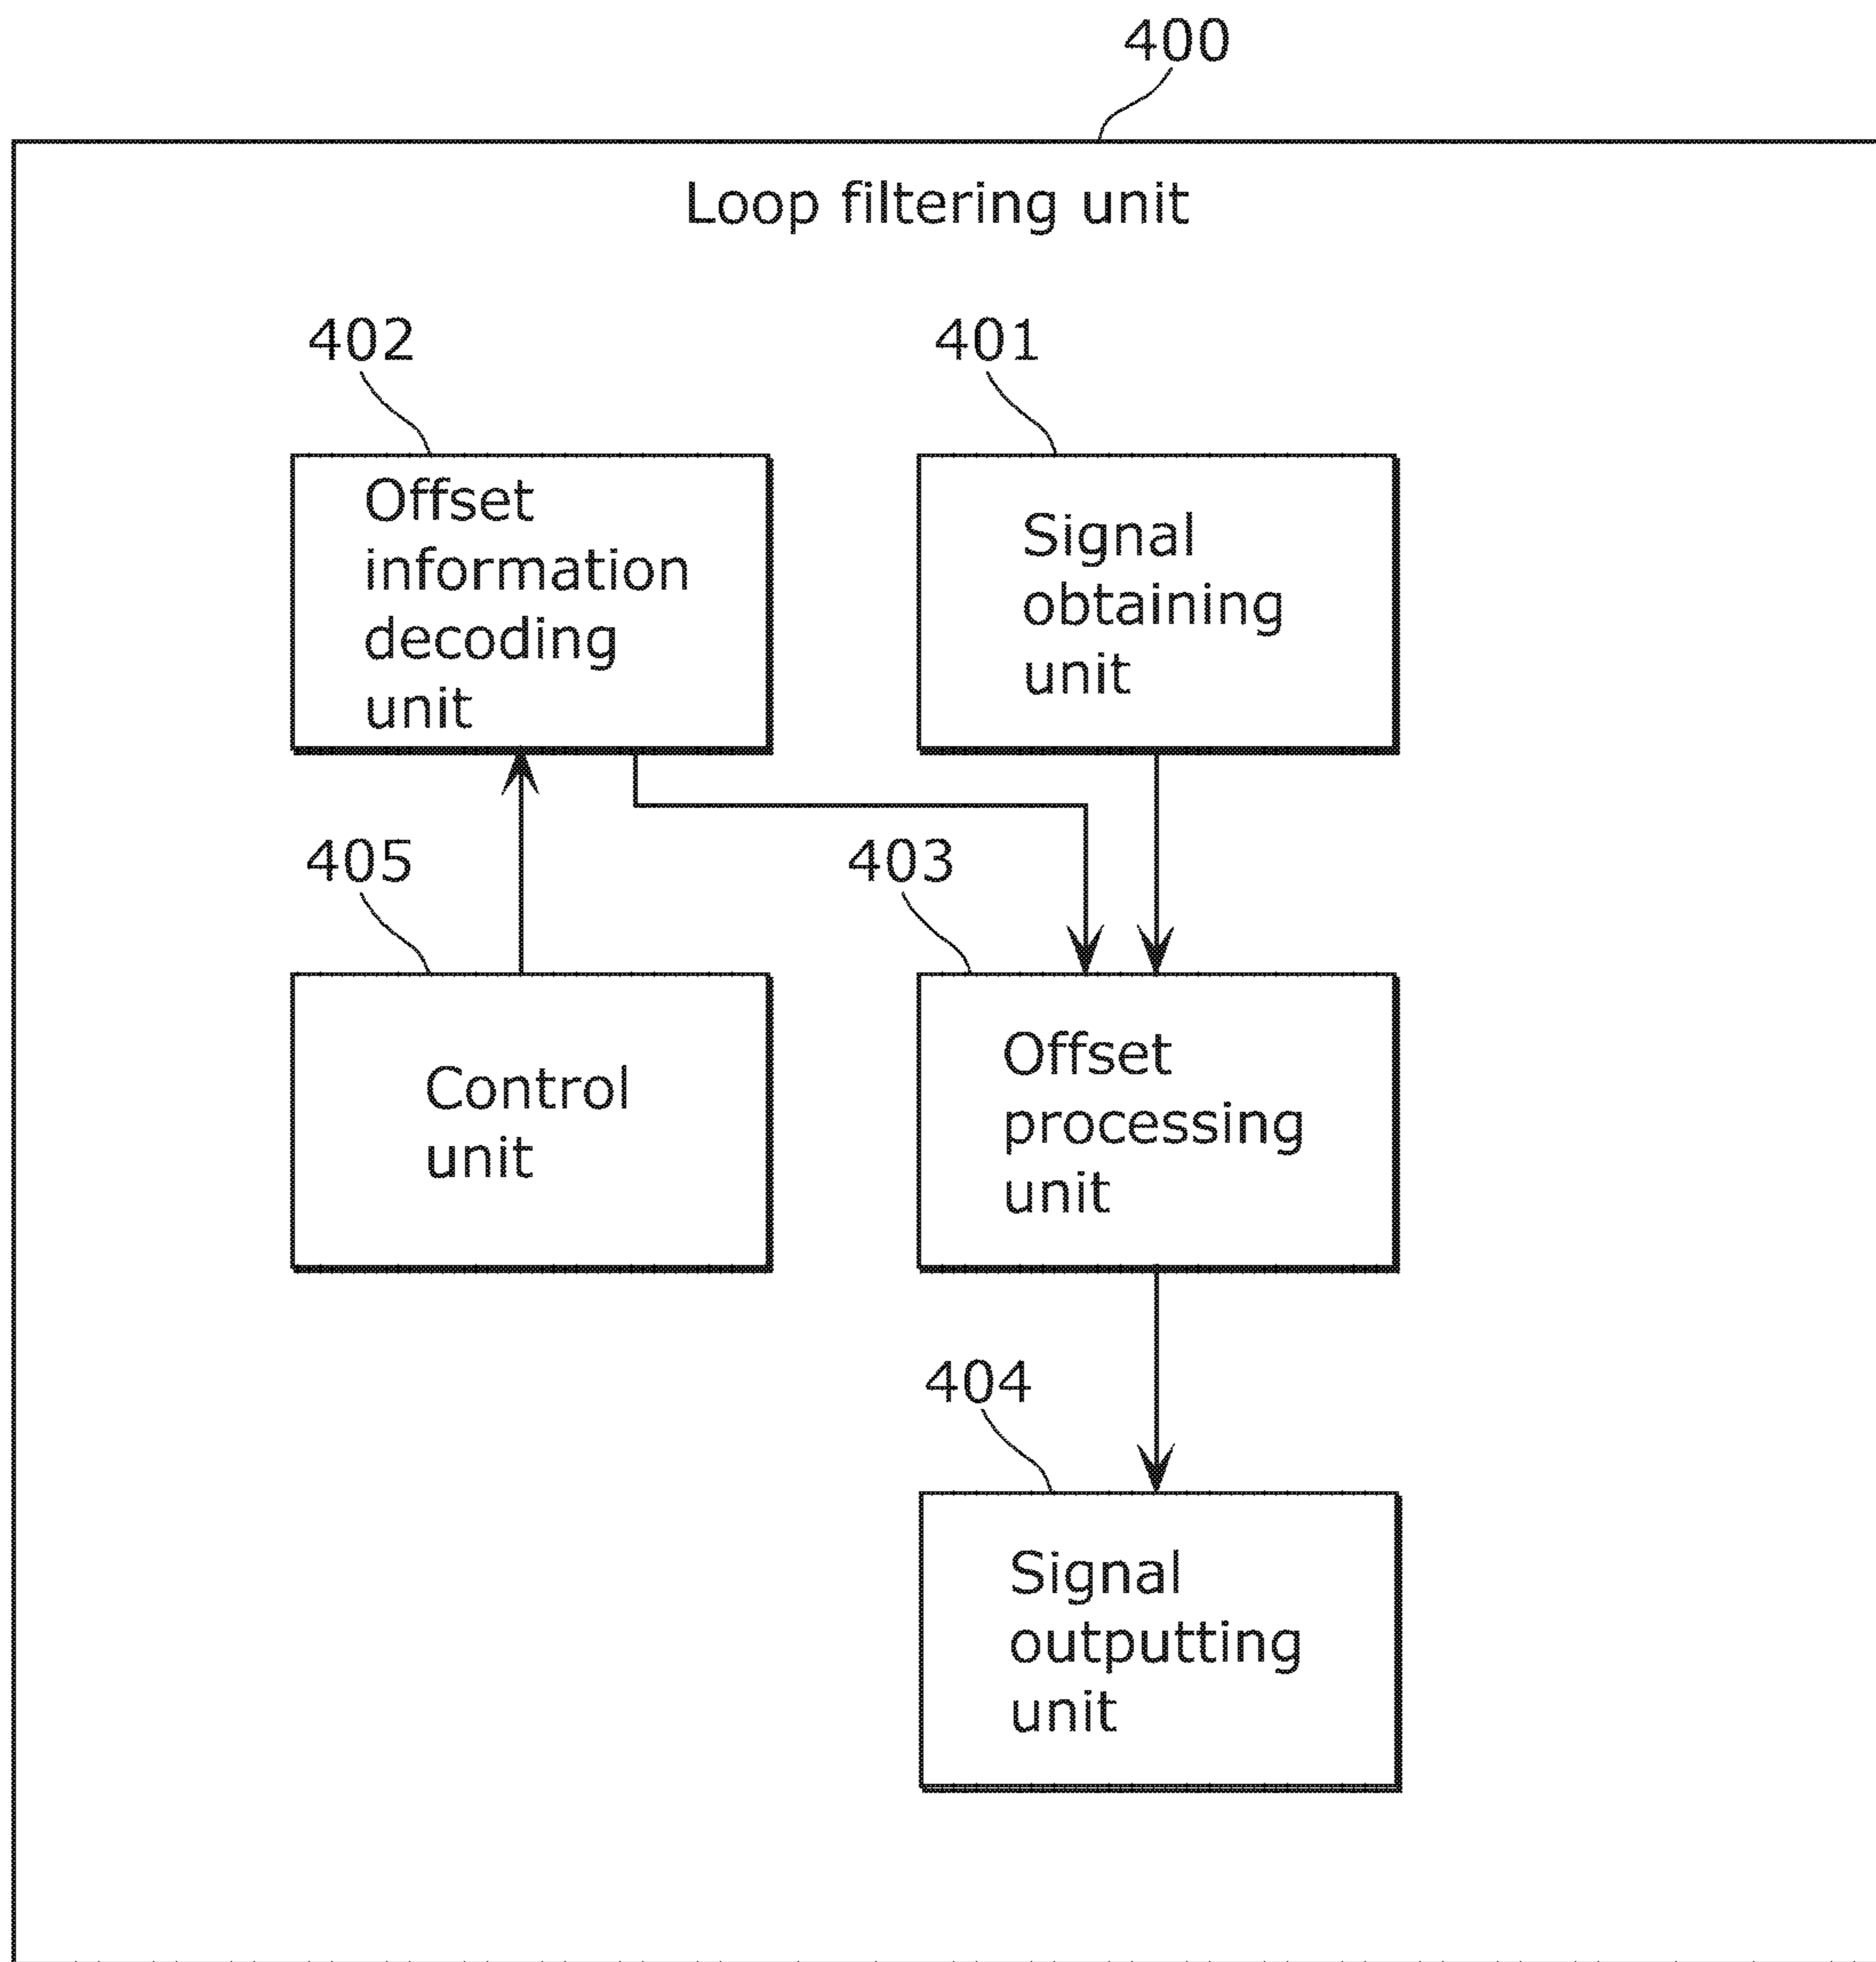 400
Loop filtering unit
402
401
Offset
information
decoding
unit
Signal
obtaining
unit
405
403
Control
unit
Offset
processing
unit
404
Signal
outputting
unit